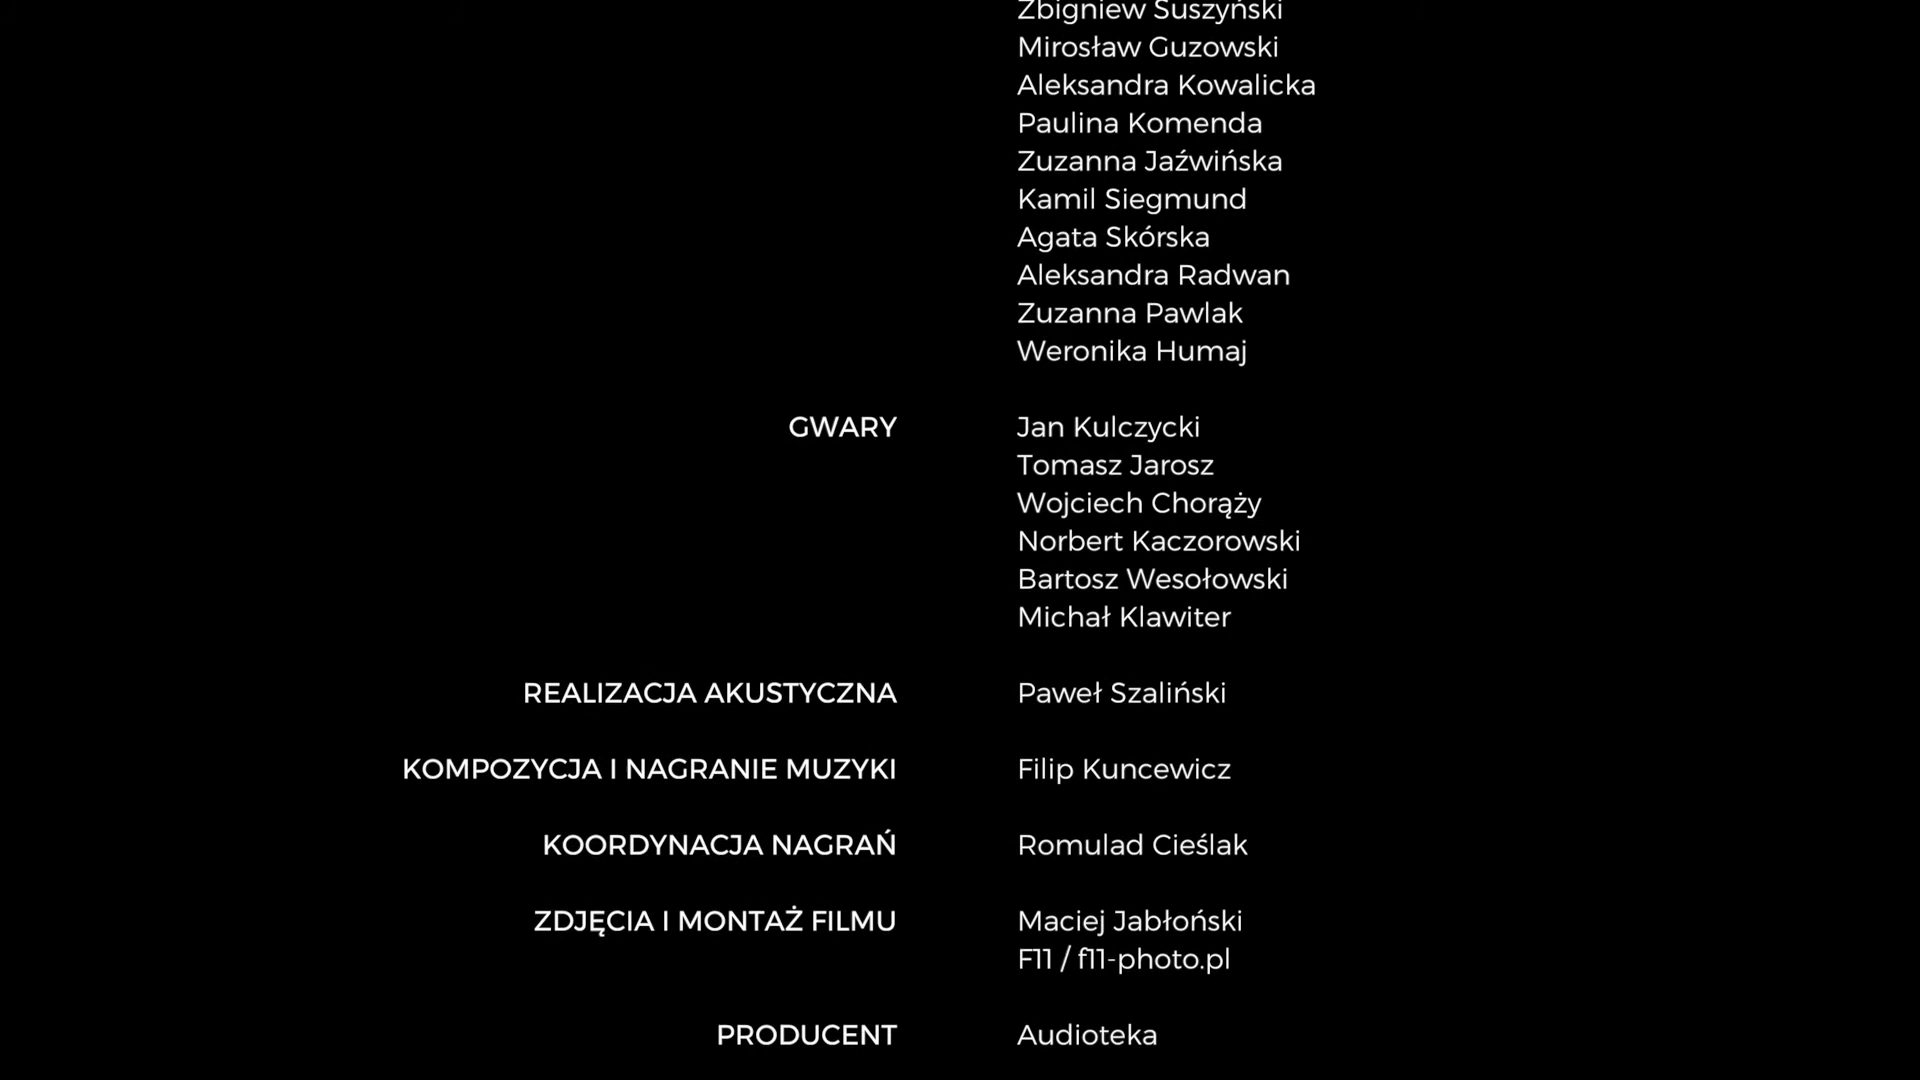 Zbigniew Suszyński
Mirosław Guzowski
Aleksandra Kowalicka
Paulina Komenda
Zuzanna Jaźwińska
Kamil Siegmund
Agata Skórska
Aleksandra Radwan
Zuzanna Pawlak
Weronika Humaj
GWARY Jan Kulczycki
Tomasz Jarosz
Wojciech Chorąży
Norbert Kaczorowski
Bartosz Wesołowski
Michał Klawiter
REALIZACJA AKUSTYCZNA Paweł Szaliński
KOMPOZYCJA I NAGRANIE MUZYKI Filip Kuncewicz
KOORDYNACJA NAGRAŃ Romulad Cieślak
ZDJĘCIA I MONTAŻ FILMU Maciej Jabłoński
F11 / f11-photo.pl
PRODUCENT Audioteka